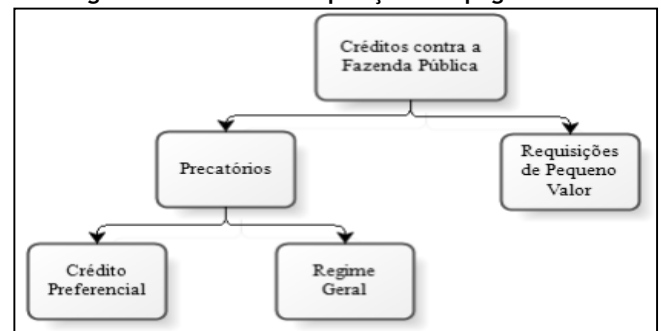 Créditos contra a
Fazenda Pública
Precatórios
Requisições
de Pequeno
Valor
Crédito
Preferencial
Regime
Geral